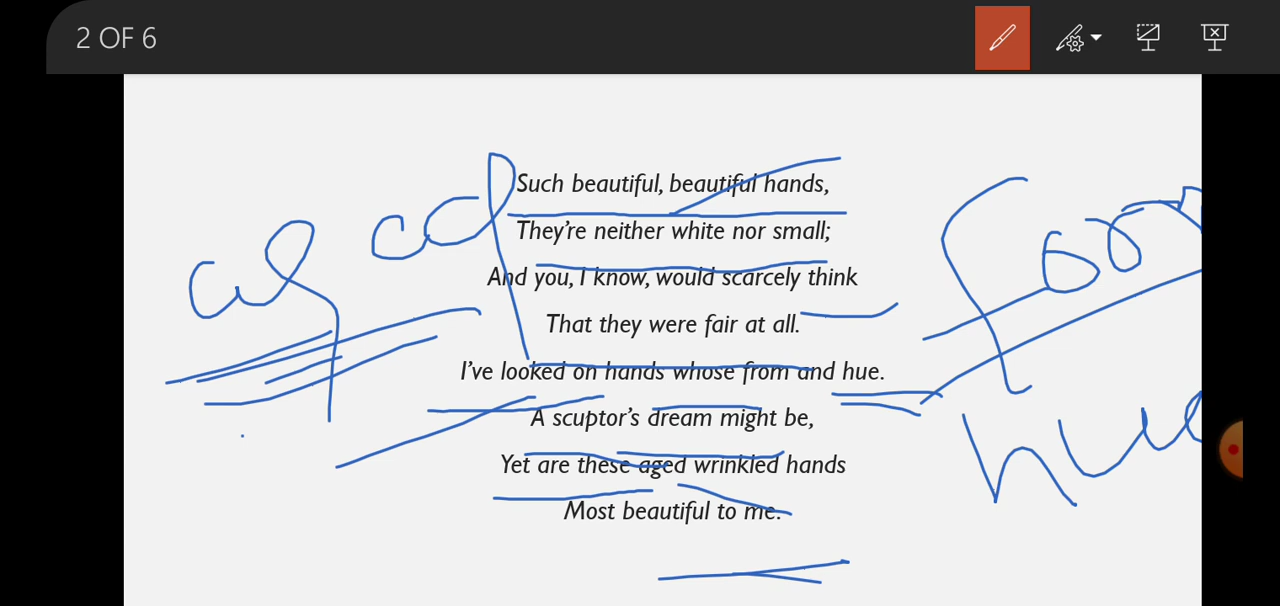 2 OF 6
Such beautiful, beautiful hands,
They're neither white nor small;
And you, I know, would scarcely think
That they were fair at all.
I've looked on hands whose from and hue.
A scuptor's dream might be,
Yet are these aged wrinkled hands
Most beautiful to me.